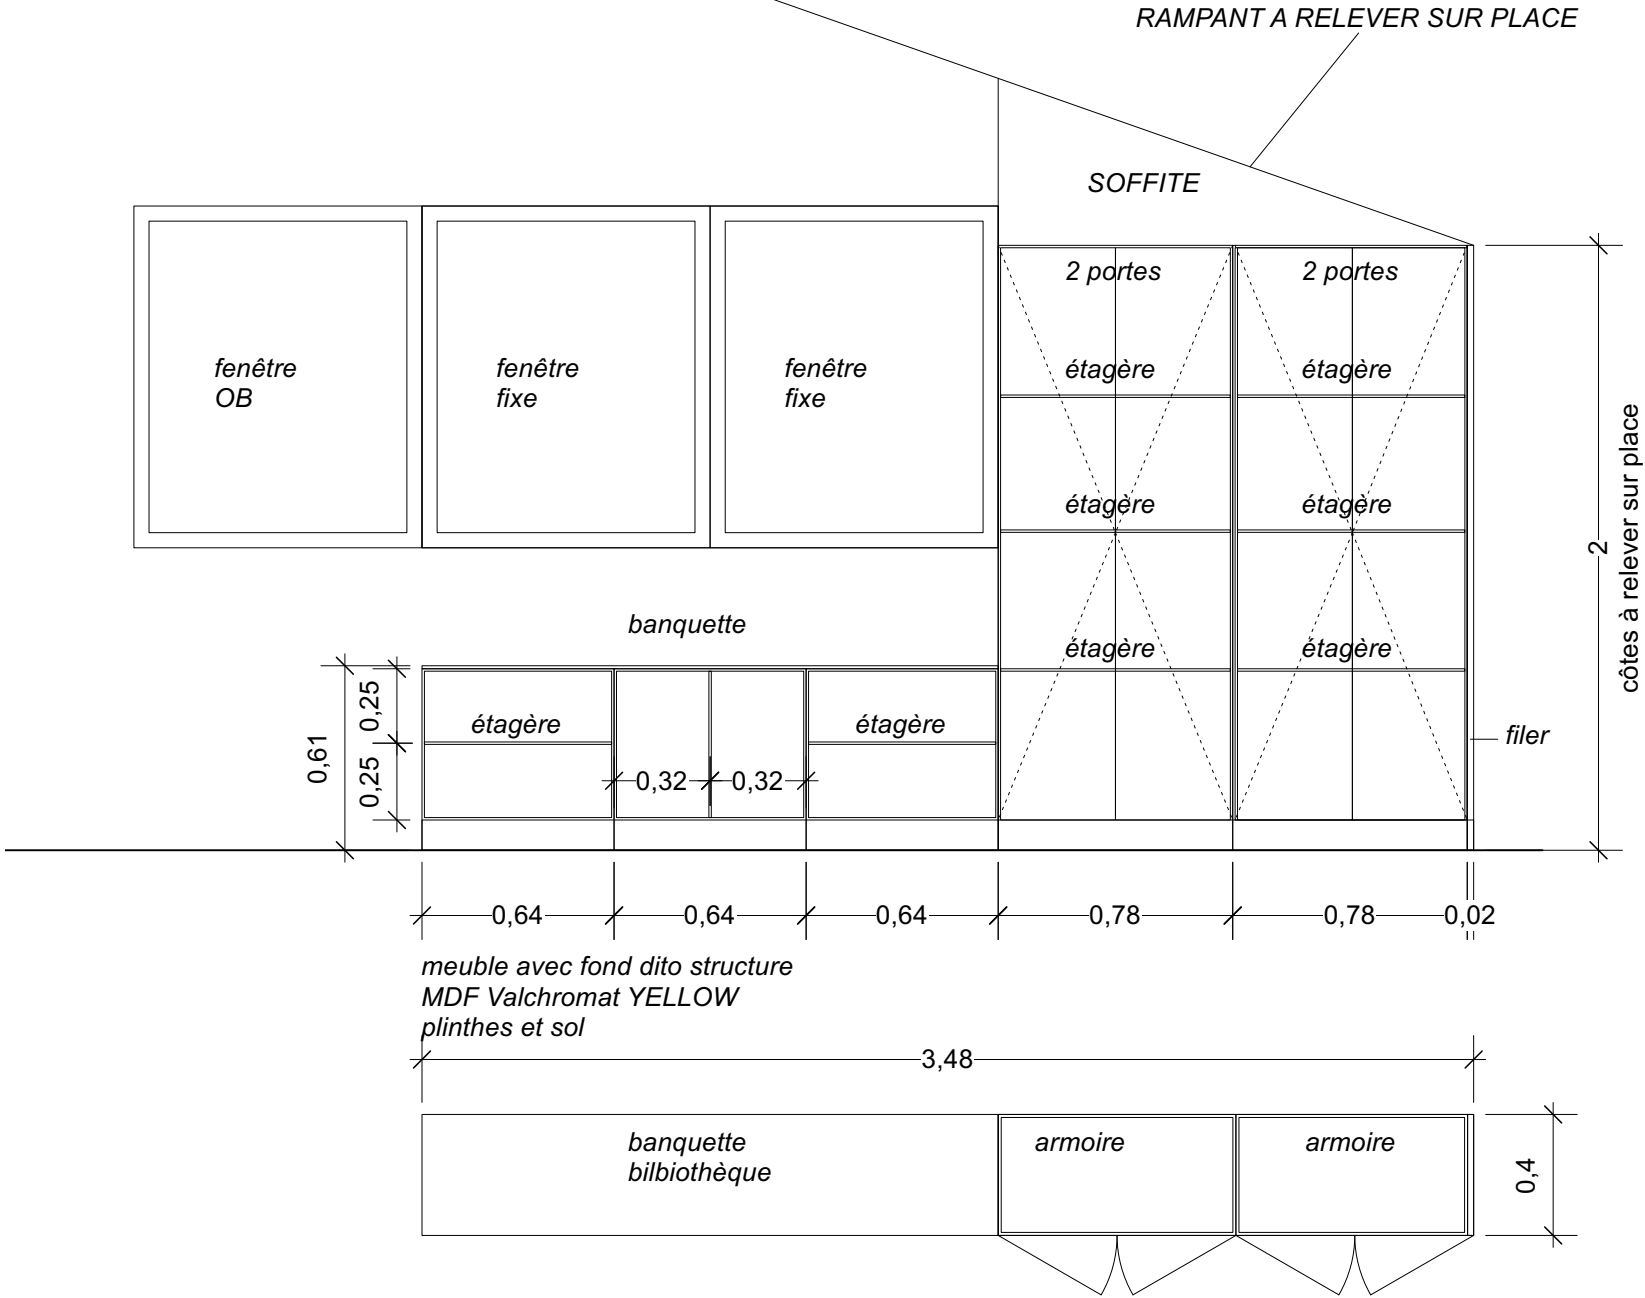 RAMPANT A RELEVER SUR PLACE
SOFFITE
2 portes
2 portes
fenêtre
OB
fenêtre
fixe
fenêtre
fixe
étagère
étagère
étagère
étagère
2
côtes à relever sur place
banquette
étagère
étagère
0,61
0,25
0,25
étagère
étagère
filer
0,32
0,32
0,64
0,64
0,64
0,78
0,78
0,02
meuble avec fond dito structure
MDF Valchromat YELLOW
plinthes et sol
3,48
banquette
bilbiothèque
armoire
armoire
0,4